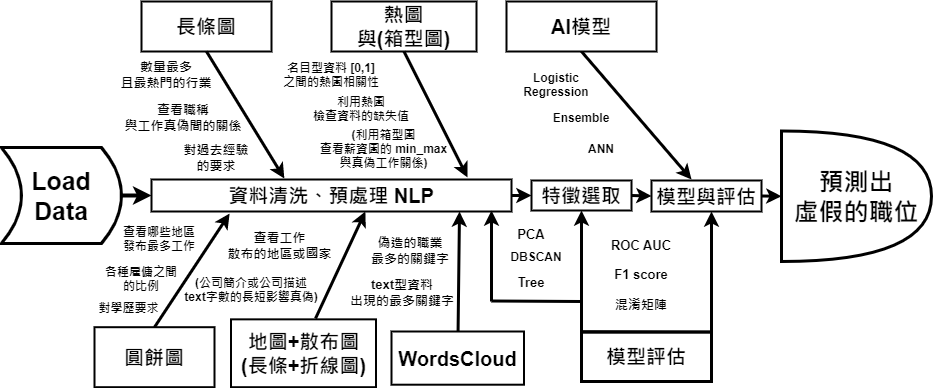 長條圖
熱圖
與(箱型圖)
AI模型
數量最多
且最熱門的行業
查看職稱
與工作真偽間的關係
對過去經驗
的要求
名目型資料 [0,1]
之間的熱圖相關性
利用熱圖
檢查資料的缺失值
(利用箱型圖
查看薪資圖的 min_max
與真偽工作關係)
Logistic
Regression
Ensemble
ANN
Load
Data
資料清洗、預處理 NLP
特徵選取
模型與評估
預測出
虛假的職位
查看哪些地區
發布最多工作
各種雇傭之間
的比例
對學歷要求
查看工作
散布的地區或國家
(公司簡介或公司描述
text字數的長短影響真偽)
偽造的職業
最多的關鍵字
text型資料
出現的最多關鍵字
PCA
DBSCAN
Tree
ROC AUC
F1 score
混淆矩陣
圓餅圖
地圖+散布圖
(長條+折線圖)
WordsCloud
模型評估